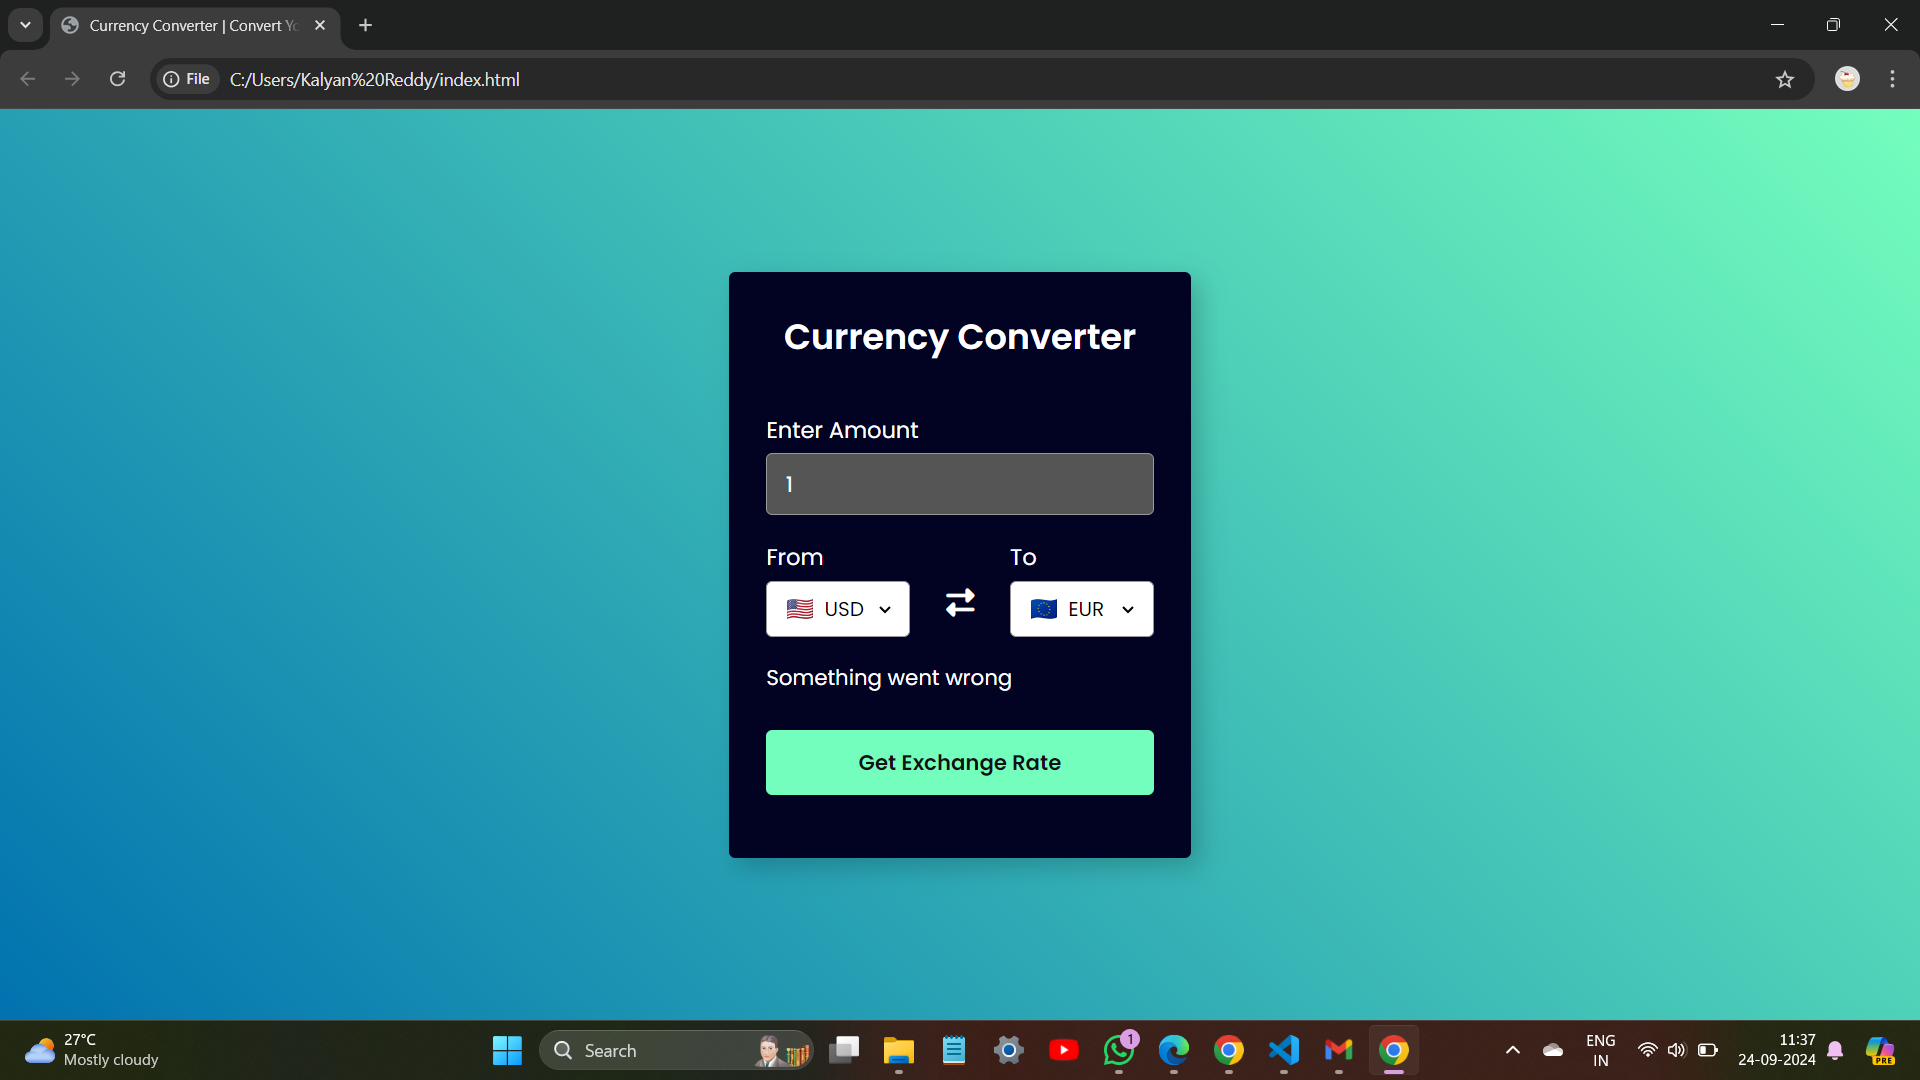 Currency Converter | Convert Yo
File
C:/Users/Kalyan%20Reddy/index.html
Currency Converter
Enter Amount
1
From
To
USD
EUR
Something went wrong
Get Exchange Rate
27°C
Mostly cloudy
Search
1
ENG
IN
11:37
24-09-2024
PRE